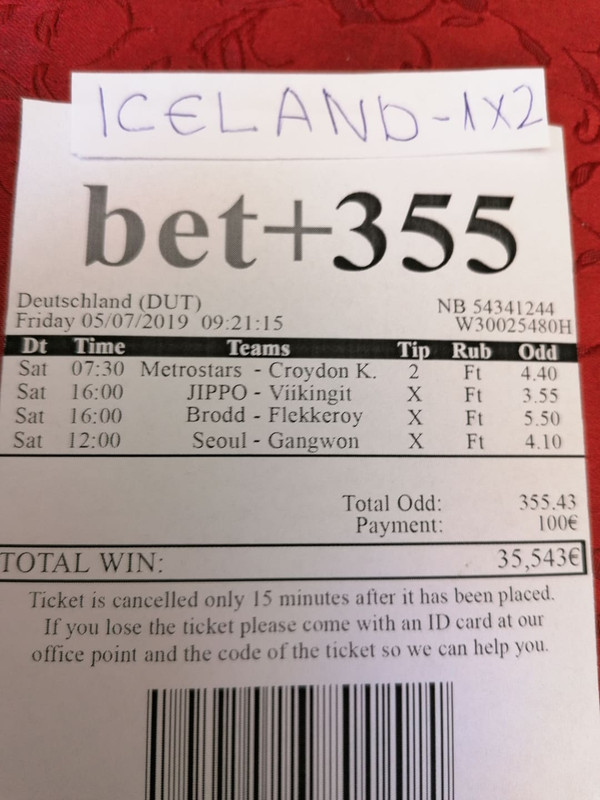 ICELAND-1X2
bet+355
Deutschland (DUT) NB 54341244
Friday 05/07/2019 09:21:15 W30025480H
Dt Time Teams Tip Rub Odd
Sat 07:30 Metrostars - Croydon K. 2 Ft 4.40
Sat 16:00 JIPPO - Viikingit X Ft 3.55
Sat 16:00 Brodd - Flekkeroy X Ft 5.50
Sat 12:00 Seoul - Gangwon X Ft 4.10
Total Odd: 355.43
Payment: 100€
TOTAL WIN: 35,543€
Ticket is cancelled only 15 minutes after it has been placed.
If you lose the ticket please come with an ID card at our
office point and the code of the ticket so we can help you.